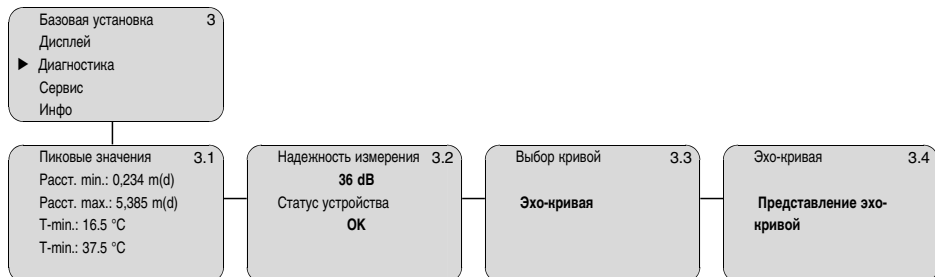 Базовая установка 3
Дисплей
▶ Диагностика
Сервис
Инфо
Пиковые значения 3.1
Расст. min.: 0,234 m(d)
Расст. max.: 5,385 m(d)
T-min.: 16.5 °C
T-min.: 37.5 °C
Надежность измерения 3.2
36 dB
Статус устройства
OK
Выбор кривой 3.3
Эхо-кривая
Эхо-кривая 3.4
Представление эхо-
кривой